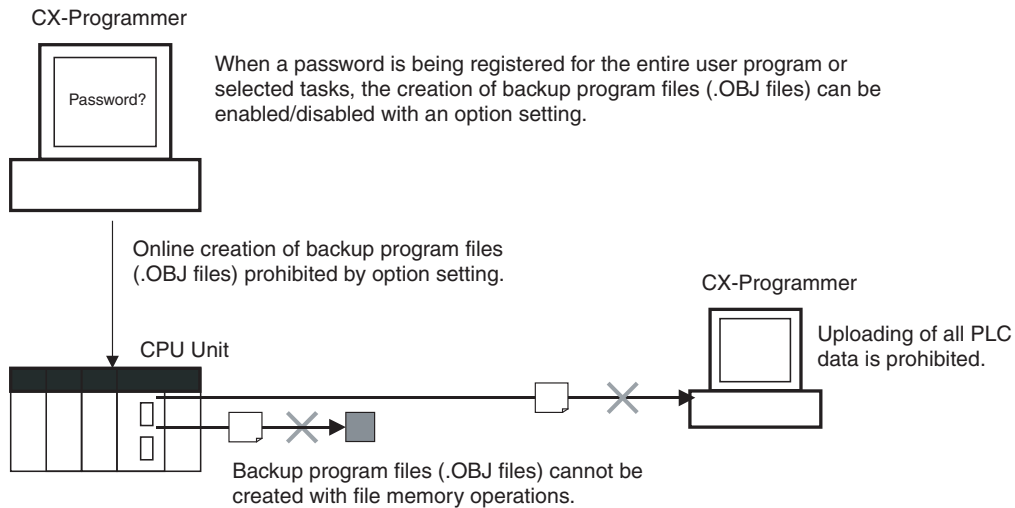 CX-Programmer
Password?
When a password is being registered for the entire user program or
selected tasks, the creation of backup program files (.OBJ files) can be
enabled/disabled with an option setting.
Online creation of backup program files
(.OBJ files) prohibited by option setting.
CX-Programmer
Uploading of all PLC
data is prohibited.
CPU Unit
Backup program files (.OBJ files) cannot be
created with file memory operations.